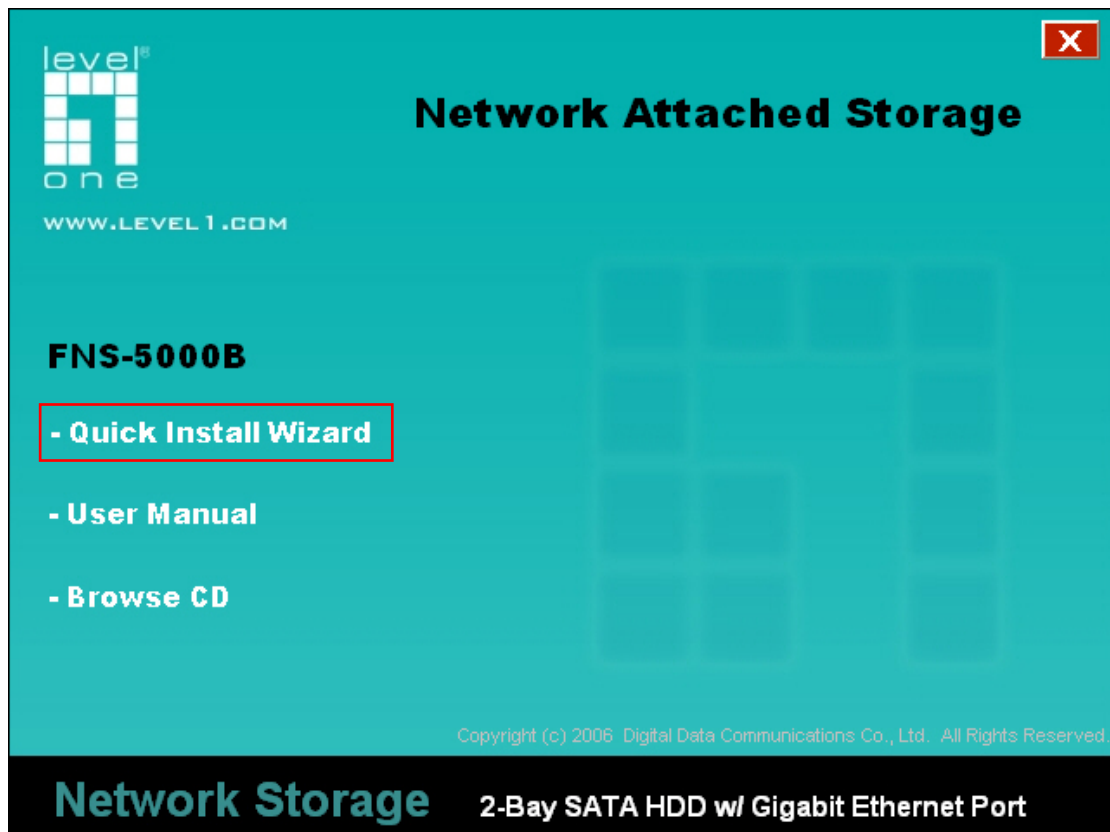 level®
one
WWW.LEVEL1.COM
X
Network Attached Storage
FNS-5000B
- Quick Install Wizard
- User Manual
- Browse CD
Copyright (c) 2006 Digital Data Communications Co., Ltd. All Rights Reserved.
Network Storage 2-Bay SATA HDD w/ Gigabit Ethernet Port